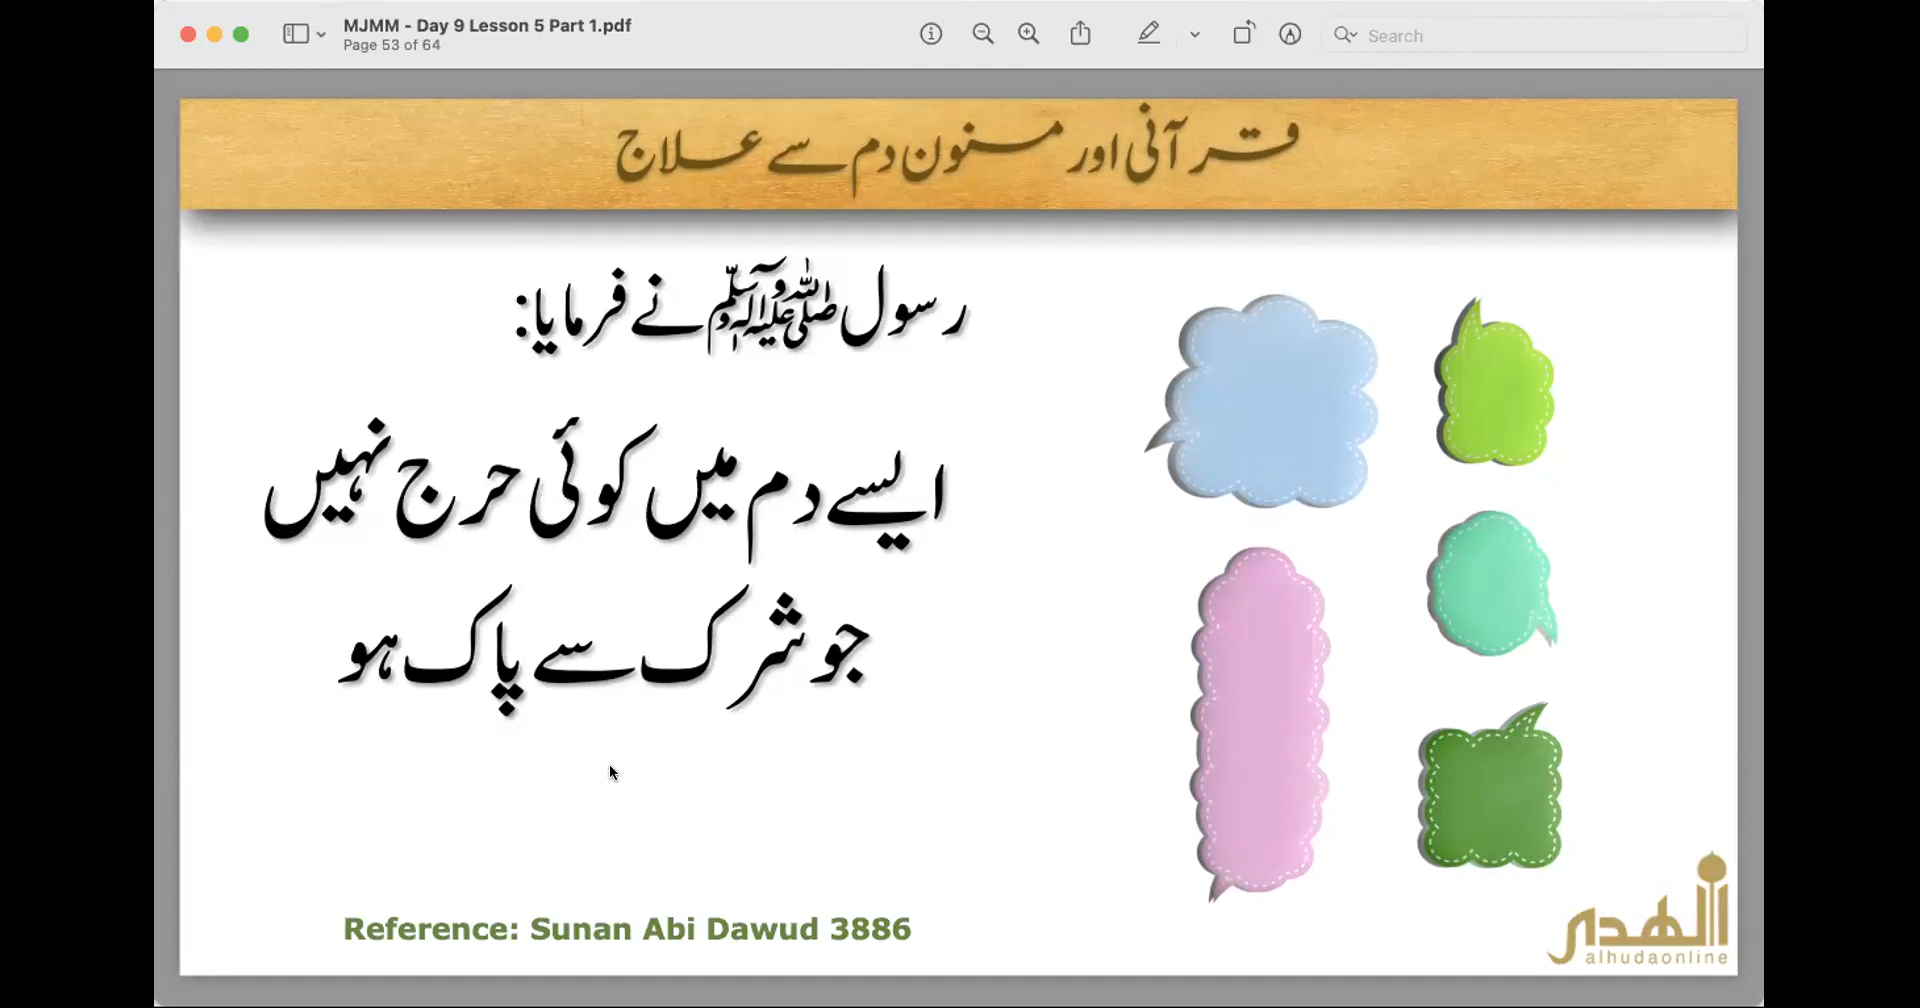 MJMM - Day 9 Lesson 5 Part 1.pdf
Page 53 of 64
Search
قرآنی اور مسنون دم سے علاج
رسول ﷺ نے فرمایا:
ایسے دم میں کوئی حرج نہیں
جو شرک سے پاک ہو
Reference: Sunan Abi Dawud 3886
الهدى
alhudaonline